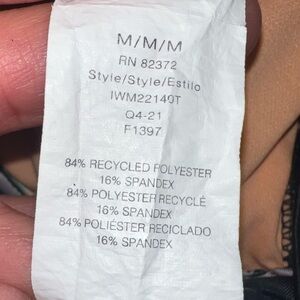 M/M/M
RN 82372
Style/Style/Estilo
IWM22140T
Q4-21
F1397
84% RECYCLED POLYESTER
16% SPANDEX
84% POLYESTER RECYCLÉ
16% SPANDEX
84% POLIÉSTER RECICLADO
16% SPANDEX